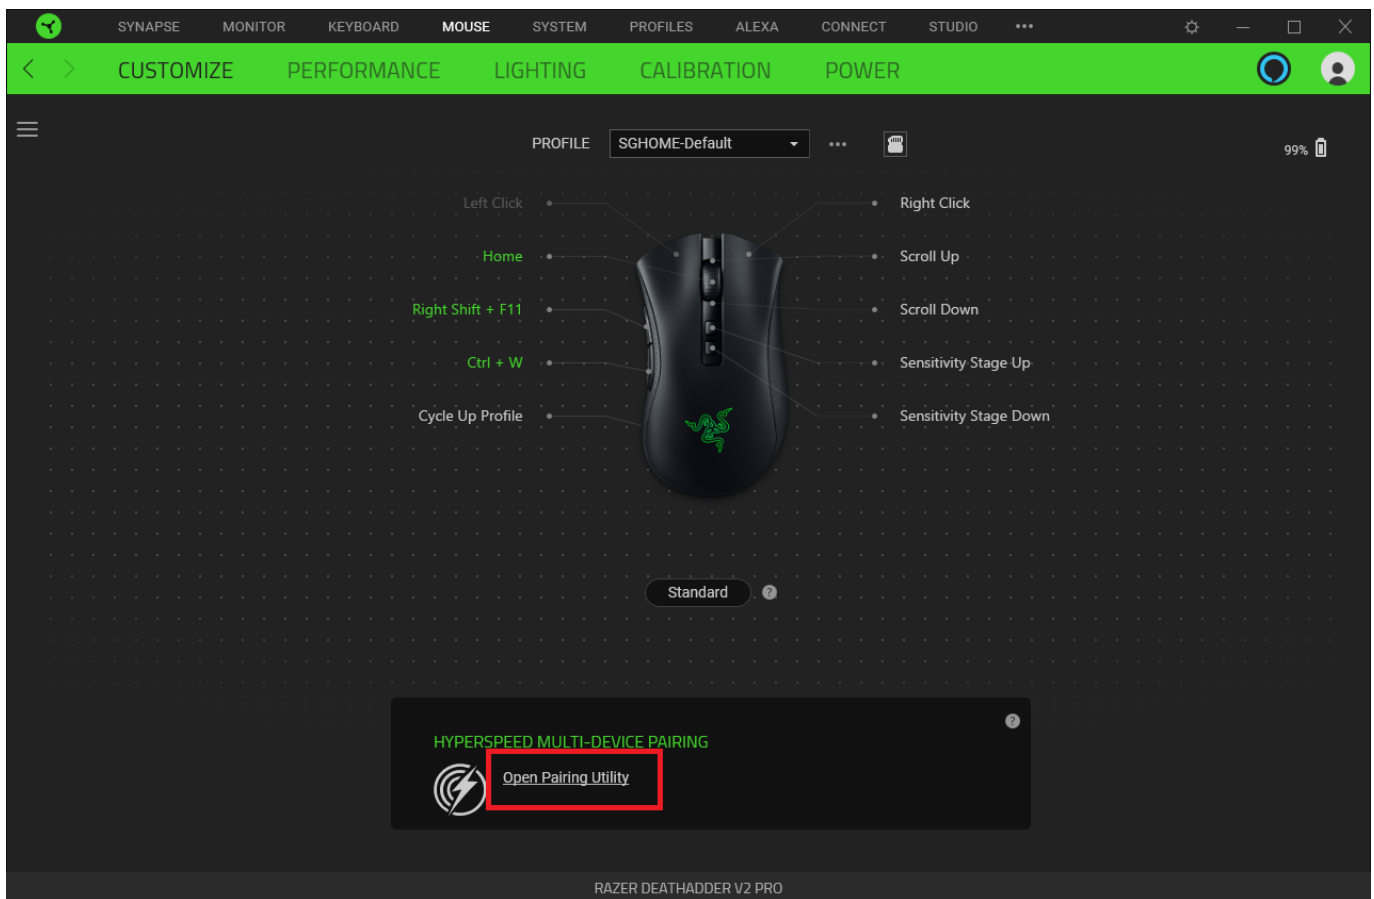 SYNAPSE MONITOR KEYBOARD MOUSE SYSTEM PROFILES ALEXA CONNECT STUDIO
CUSTOMIZE PERFORMANCE LIGHTING CALIBRATION POWER
PROFILE SGHOME-Default
99%
Left Click Right Click
Home Scroll Up
Right Shift + F11 Scroll Down
Ctrl + W Sensitivity Stage Up
Cycle Up Profile Sensitivity Stage Down
Standard ?
?
HYPERSPEED MULTI-DEVICE PAIRING
Open Pairing Utility
RAZER DEATHADDER V2 PRO